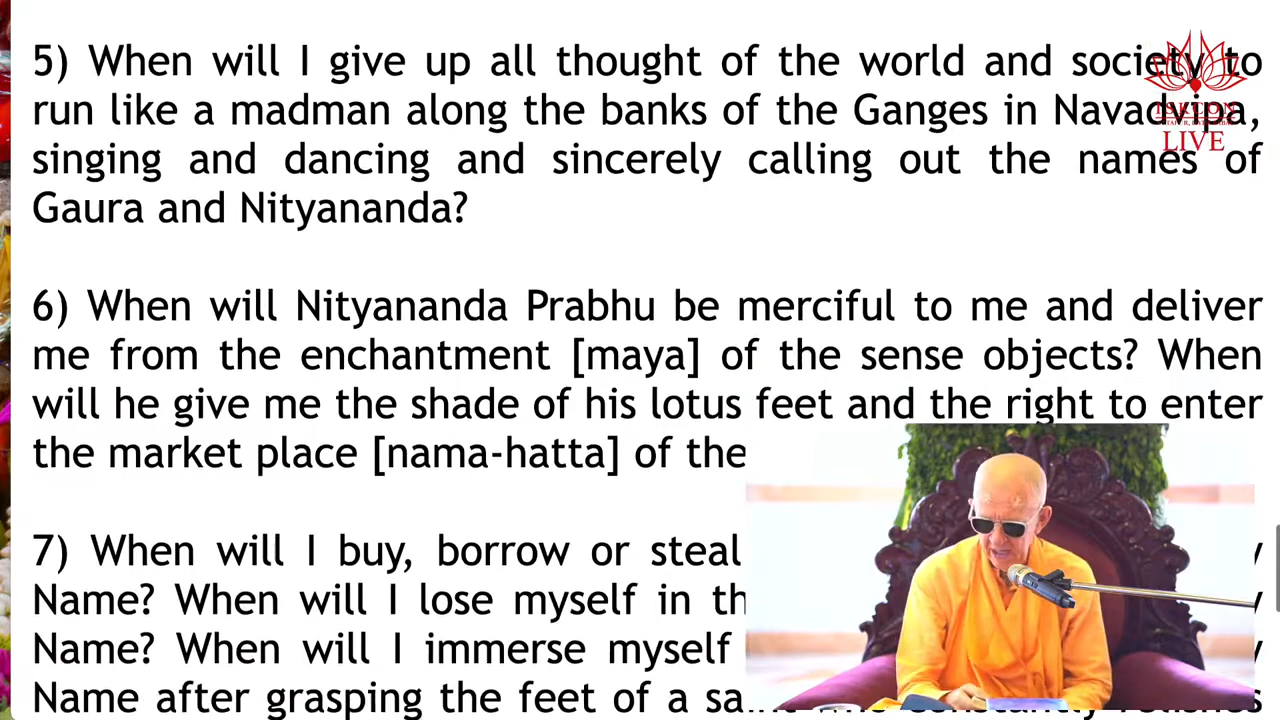 5) When will I give up all thought of the world and society to
run like a madman along the banks of the Ganges in Navadvipa,
singing and dancing and sincerely calling out the names of
Gaura and Nityananda?
6) When will Nityananda Prabhu be merciful to me and deliver
me from the enchantment [maya] of the sense objects? When
will he give me the shade of his lotus feet and the right to enter
the market place [nama-hatta] of the
7) When will I buy, borrow or steal
Name? When will I lose myself in
Name? When will I immerse myself
Name after grasping the feet of a saint who constantly
ISKCON
LIVE